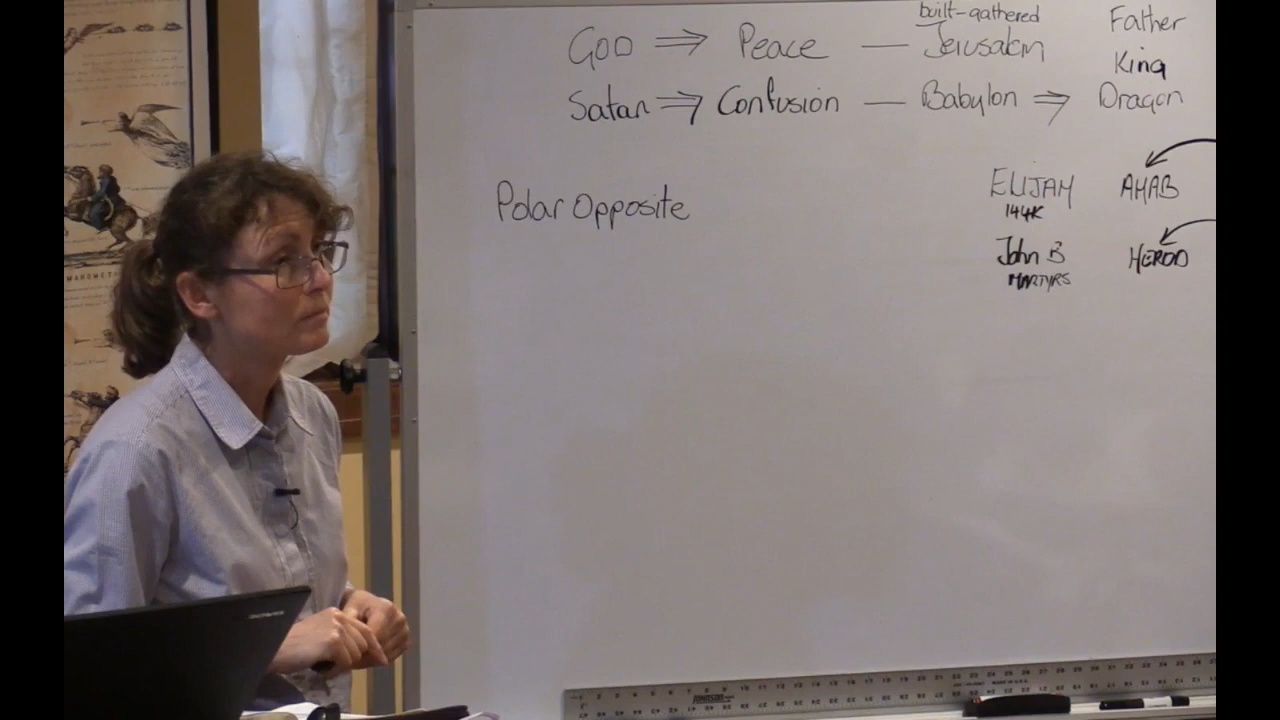 built-gathered Father
GOD ⇒ Peace — Jerusalem
King
Satan ⇒ Confusion — Babylon ⇒ Dragon
Polar Opposite
ELIJAH AHAB
144K
John B HEROD
MARTYRS
JOHNSON